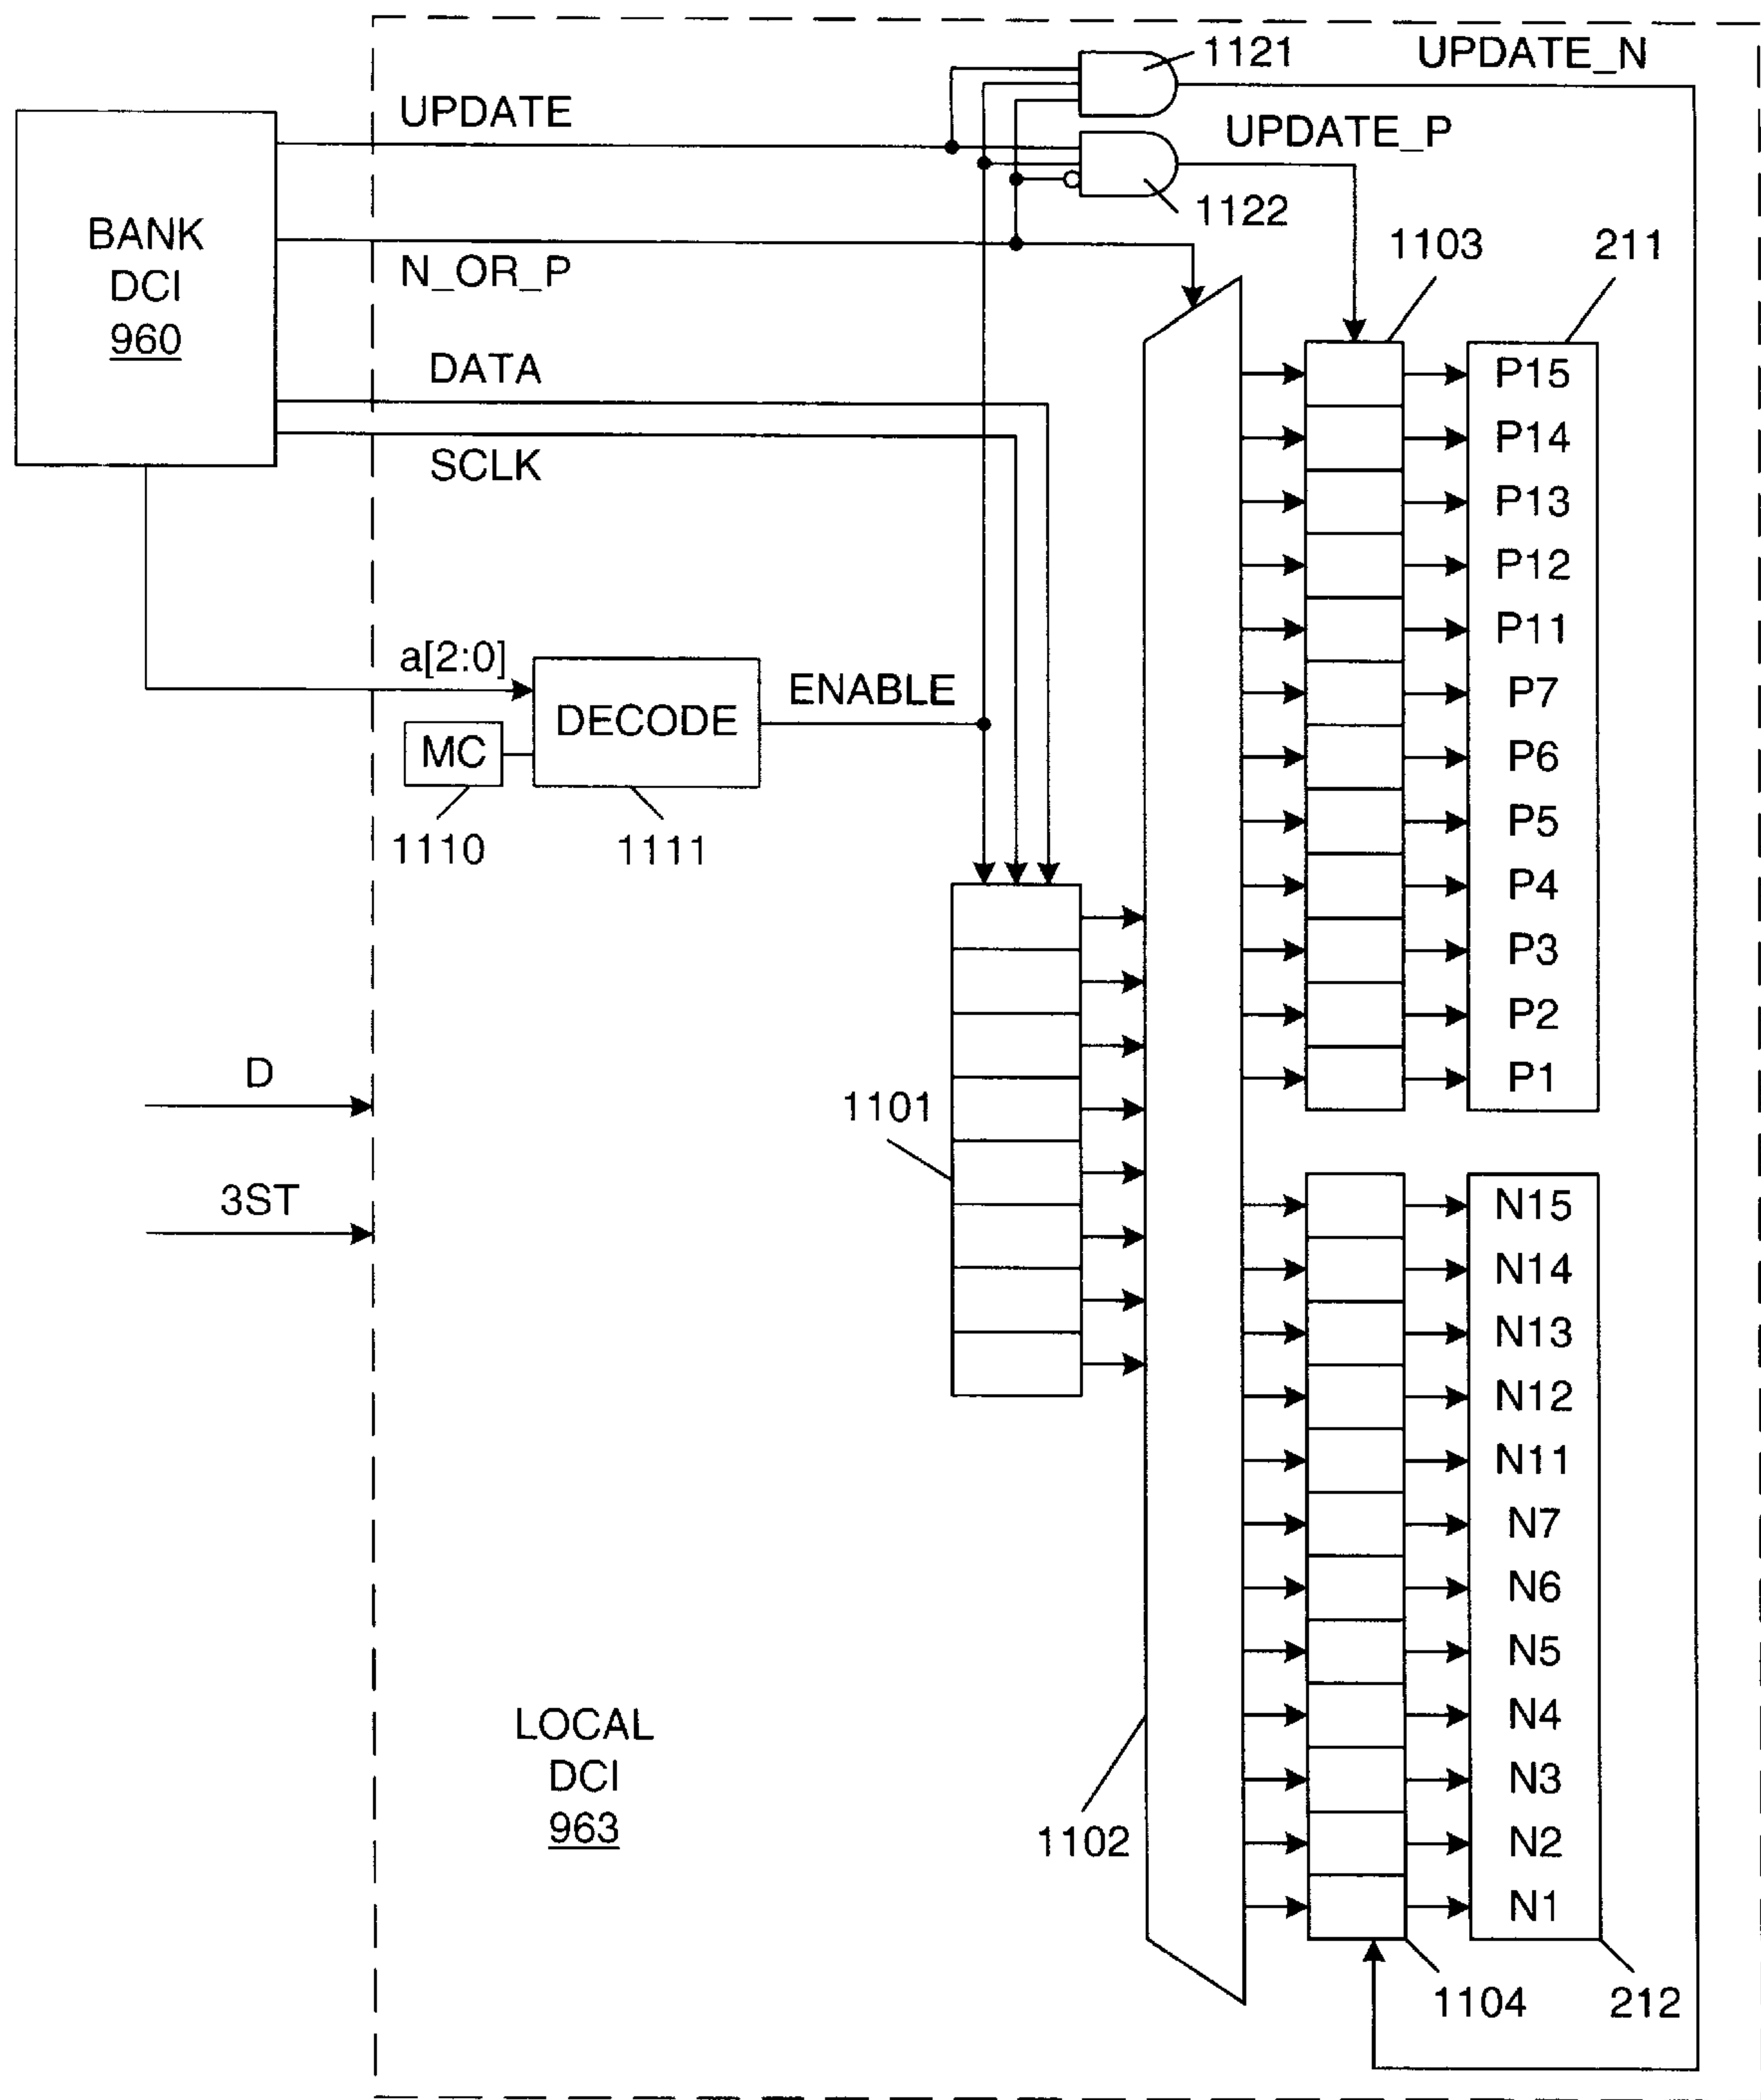 1121
UPDATE_N
UPDATE
UPDATE_P
1122
BANK
DCI
960
N_OR_P
1103
211
DATA
SCLK
P15
P14
P13
P12
P11
P7
P6
P5
P4
P3
P2
P1
a[2:0]
DECODE
ENABLE
MC
1110
1111
D
3ST
1101
N15
N14
N13
N12
N11
N7
N6
N5
N4
N3
N2
N1
LOCAL
DCI
963
1102
1104
212